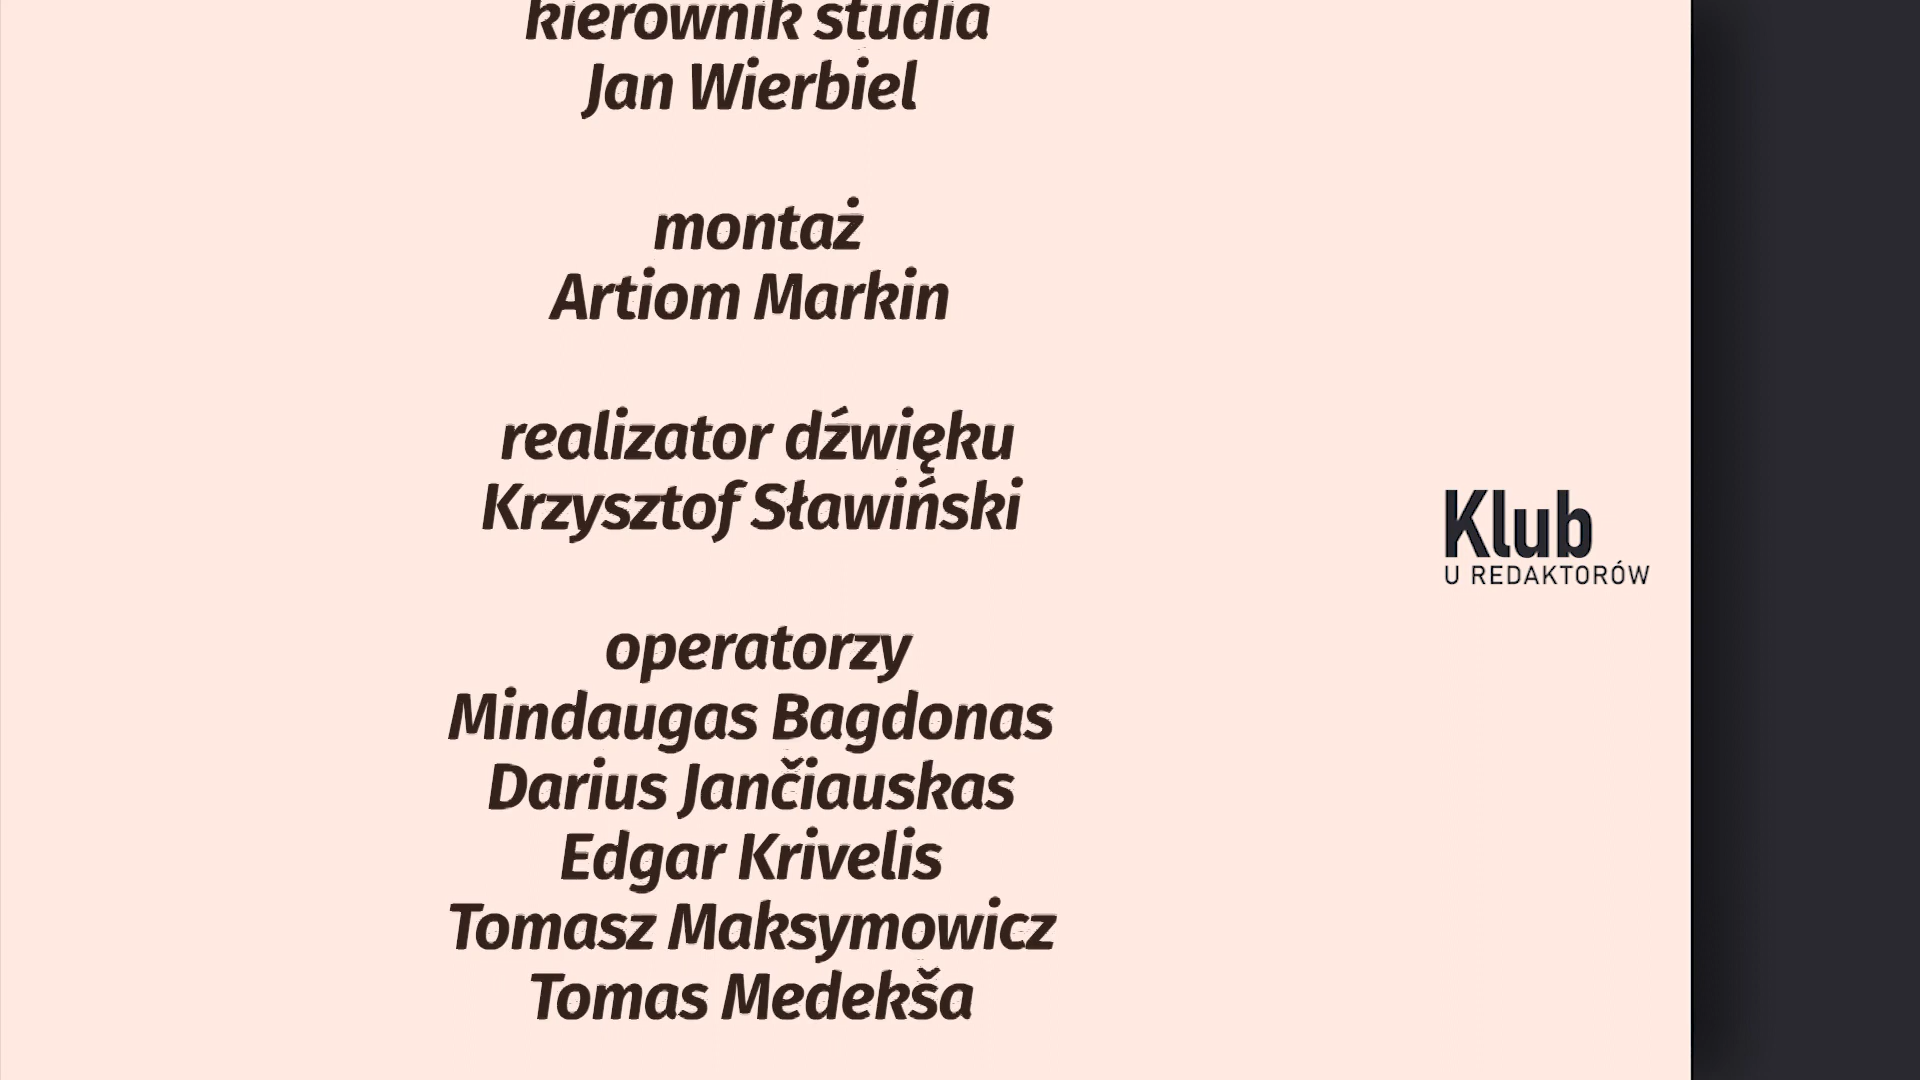 kierownik studia
Jan Wierbiel
montaż
Artiom Markin
realizator dźwięku
Krzysztof Sławiński
operatorzy
Mindaugas Bagdonas
Darius Jančiauskas
Edgar Krivelis
Tomasz Maksymowicz
Tomas Medekša
Klub
U REDAKTORÓW